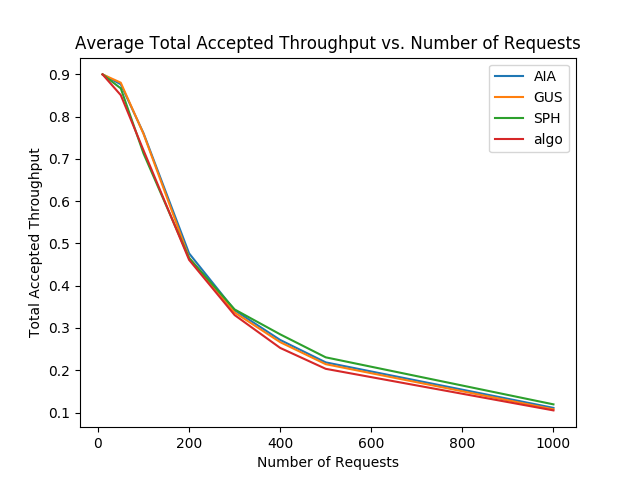 Average Total Accepted Throughput vs. Number of Requests
AIA
GUS
SPH
algo
Total Accepted Throughput
0.9
0.8
0.7
0.6
0.5
0.4
0.3
0.2
0.1
0 200 400 600 800 1000
Number of Requests